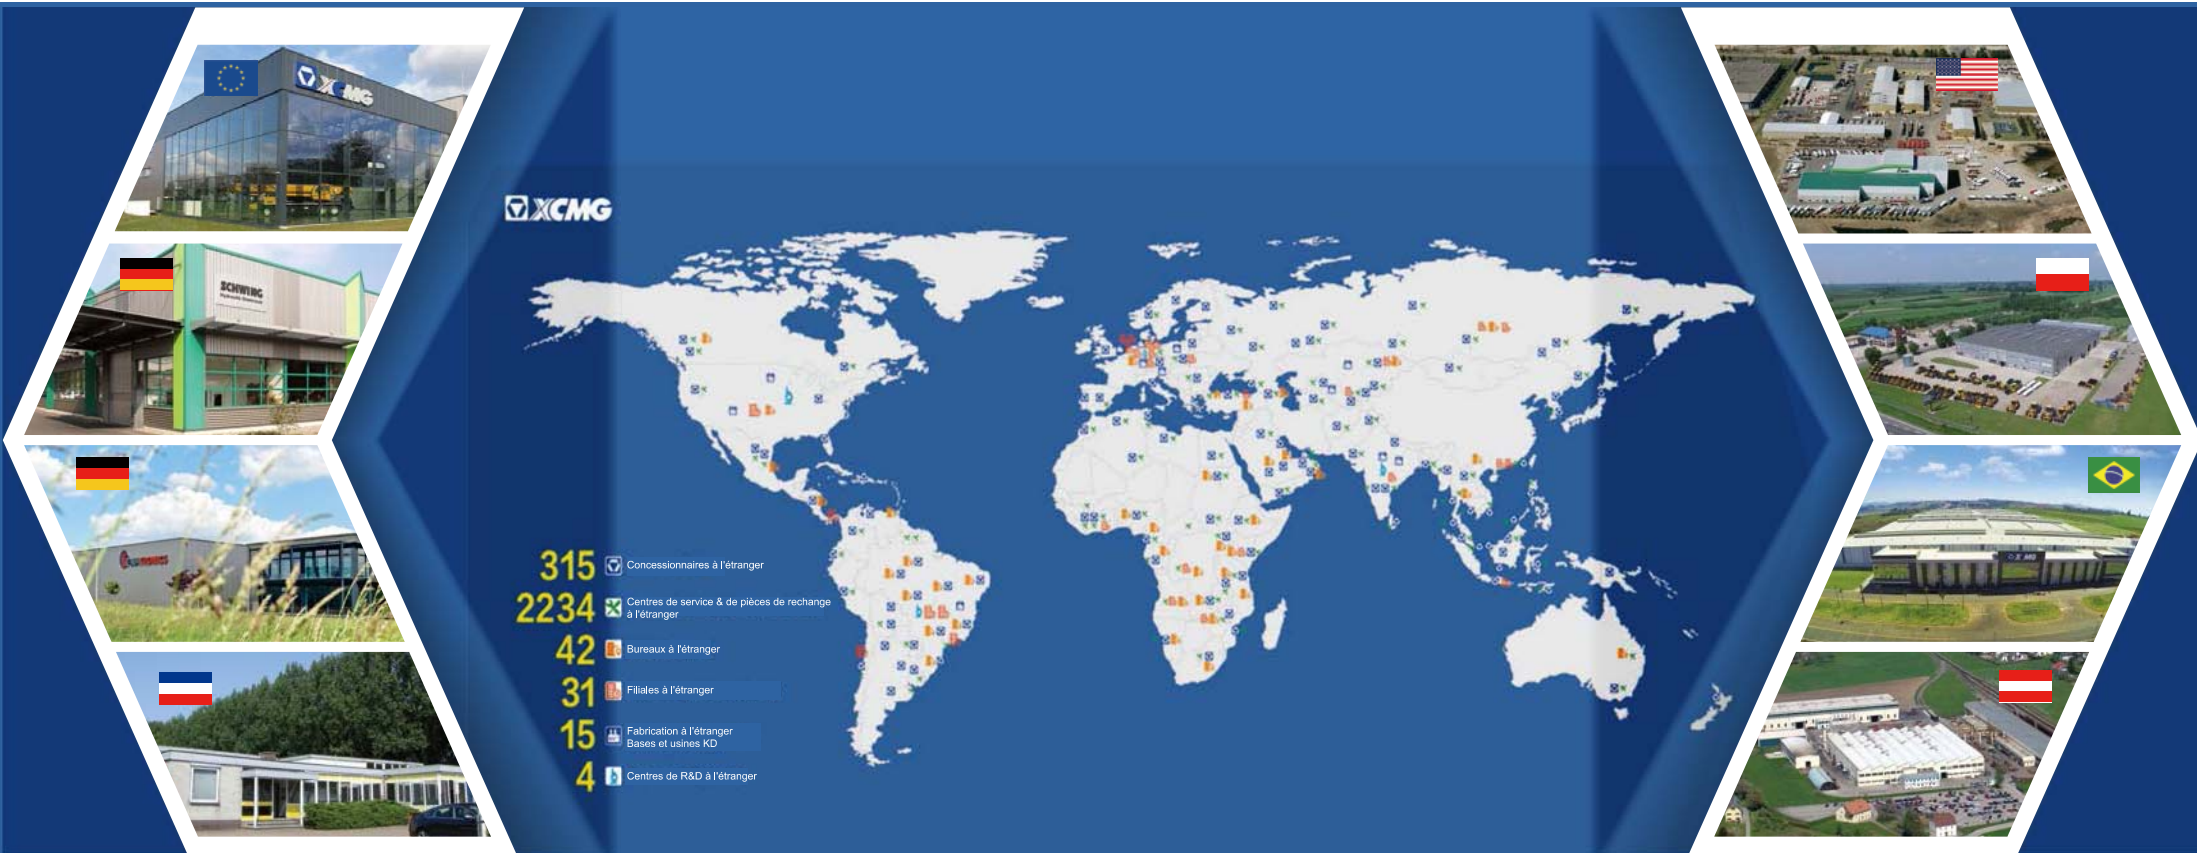 XCMG
SCHWING
XCMG
315 Concessionnaires à l'étranger
2234 Centres de service & de pièces de rechange
à l'étranger
42 Bureaux à l'étranger
31 Filiales à l'étranger
15 Fabrication à l'étranger
Bases et usines KD
4 Centres de R&D à l'étranger